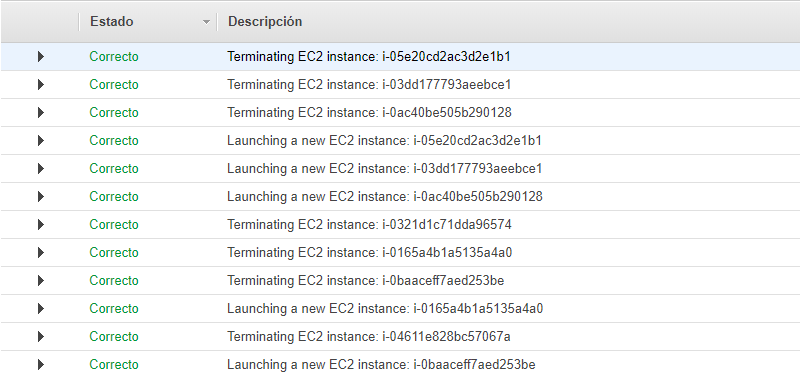 Estado Descripción
Correcto Terminating EC2 instance: i-05e20cd2ac3d2e1b1
Correcto Terminating EC2 instance: i-03dd177793aeebce1
Correcto Terminating EC2 instance: i-0ac40be505b290128
Correcto Launching a new EC2 instance: i-05e20cd2ac3d2e1b1
Correcto Launching a new EC2 instance: i-03dd177793aeebce1
Correcto Launching a new EC2 instance: i-0ac40be505b290128
Correcto Terminating EC2 instance: i-0321d1c71dda96574
Correcto Terminating EC2 instance: i-0165a4b1a5135a4a0
Correcto Terminating EC2 instance: i-0baaceff7aed253be
Correcto Launching a new EC2 instance: i-0165a4b1a5135a4a0
Correcto Terminating EC2 instance: i-04611e828bc57067a
Correcto Launching a new EC2 instance: i-0baaceff7aed253be